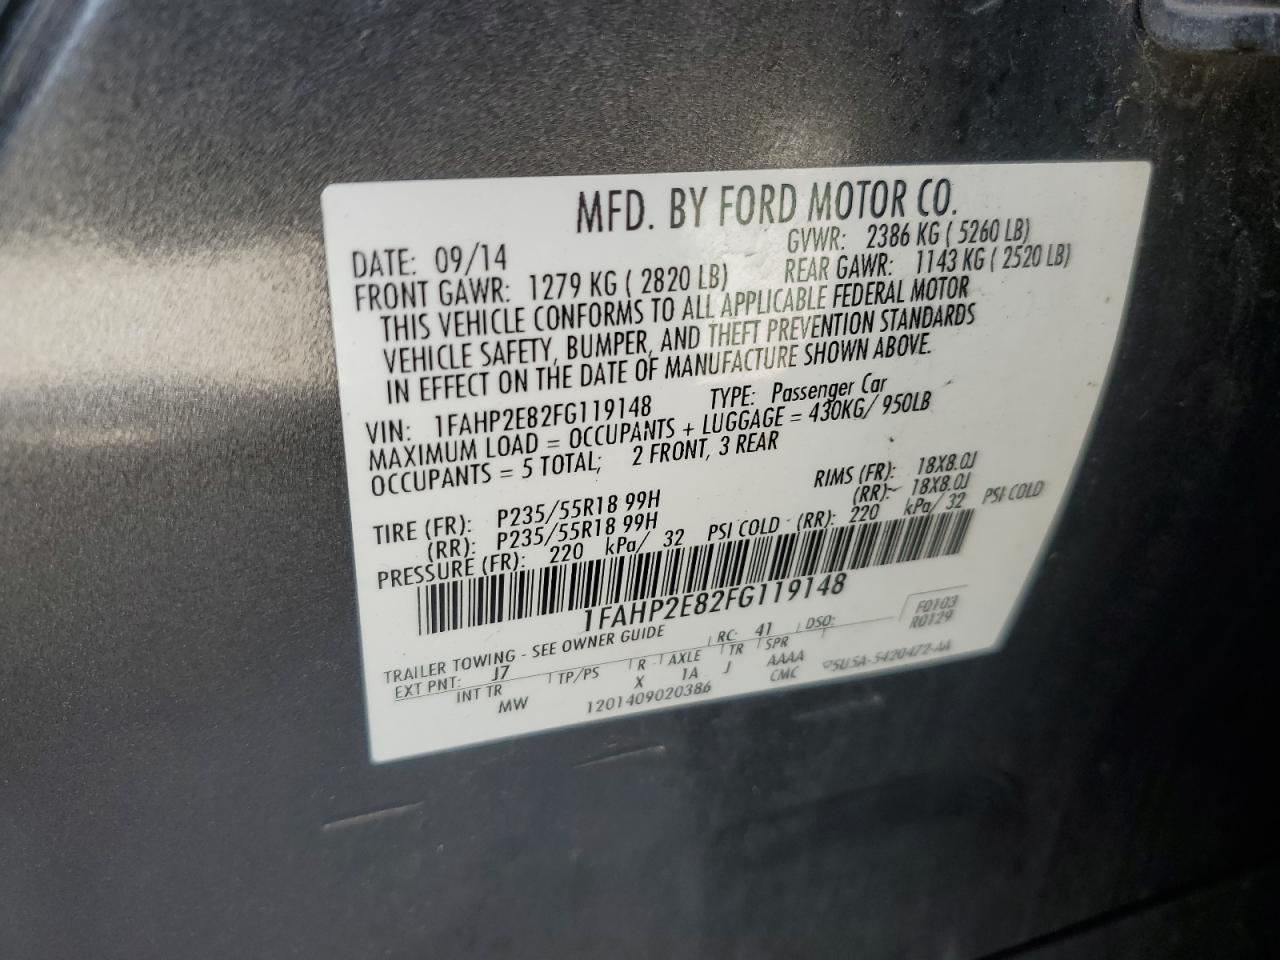 MFD. BY FORD MOTOR CO.
DATE: 09/14 GVWR: 2386 KG ( 5260 LB)
FRONT GAWR: 1279 KG ( 2820 LB) REAR GAWR: 1143 KG ( 2520 LB)
THIS VEHICLE CONFORMS TO ALL APPLICABLE FEDERAL MOTOR
VEHICLE SAFETY, BUMPER, AND THEFT PREVENTION STANDARDS
IN EFFECT ON THE DATE OF MANUFACTURE SHOWN ABOVE.
VIN: 1FAHP2E82FG119148 TYPE: Passenger Car
MAXIMUM LOAD = OCCUPANTS + LUGGAGE = 430KG/ 950LB
OCCUPANTS = 5 TOTAL; 2 FRONT, 3 REAR
TIRE (FR): P235/55R18 99H RIMS (FR): 18X8.0J
(RR): P235/55R18 99H (RR): 18X8.0J
PRESSURE (FR): 220 kPa/ 32 PSI COLD (RR): 220 kPa/ 32 PSI COLD
1FAHP2E82FG119148
TRAILER TOWING - SEE OWNER GUIDE
EXT PNT: J7 RC: 41 DSO: F0103
R0129
INT TR TP/PS R AXLE TR SPR
MW X 1A J AAAA
1201409020386 CMC 5U5A-5420472-AA